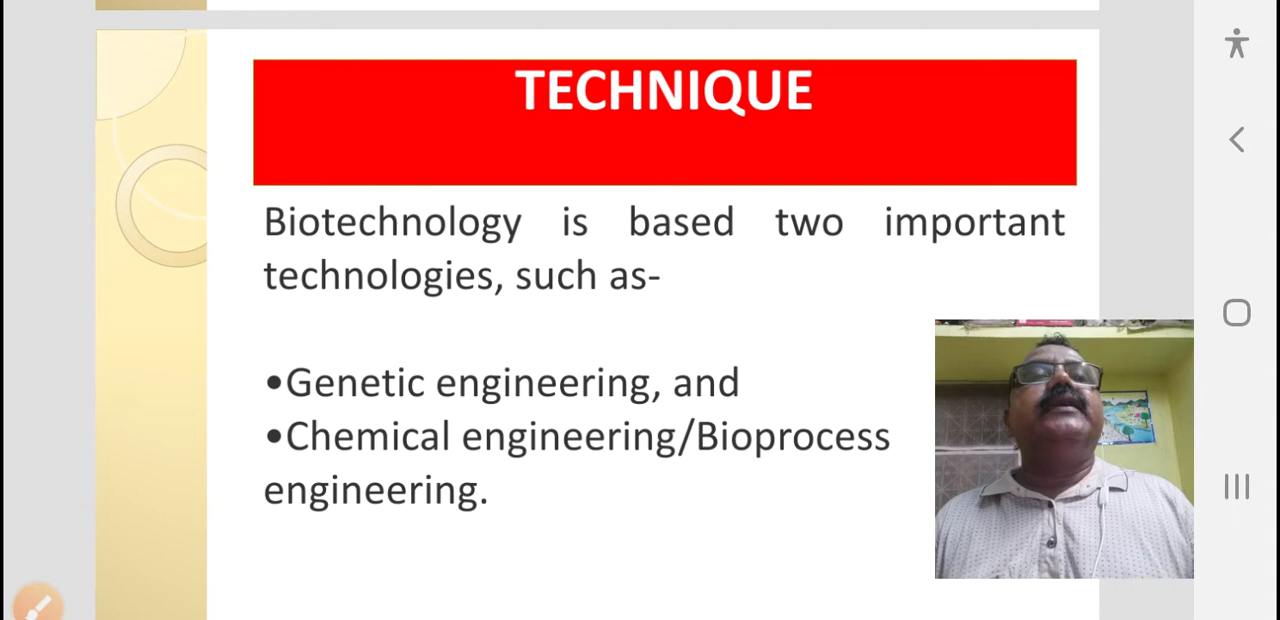 TECHNIQUE
Biotechnology is based two important
technologies, such as-
•Genetic engineering, and
•Chemical engineering/Bioprocess
engineering.